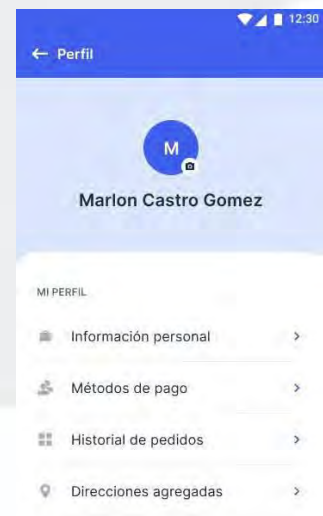 12:30
Perfil
M
Marlon Castro Gomez
MI PERFIL
Información personal
Métodos de pago
Historial de pedidos
Direcciones agregadas